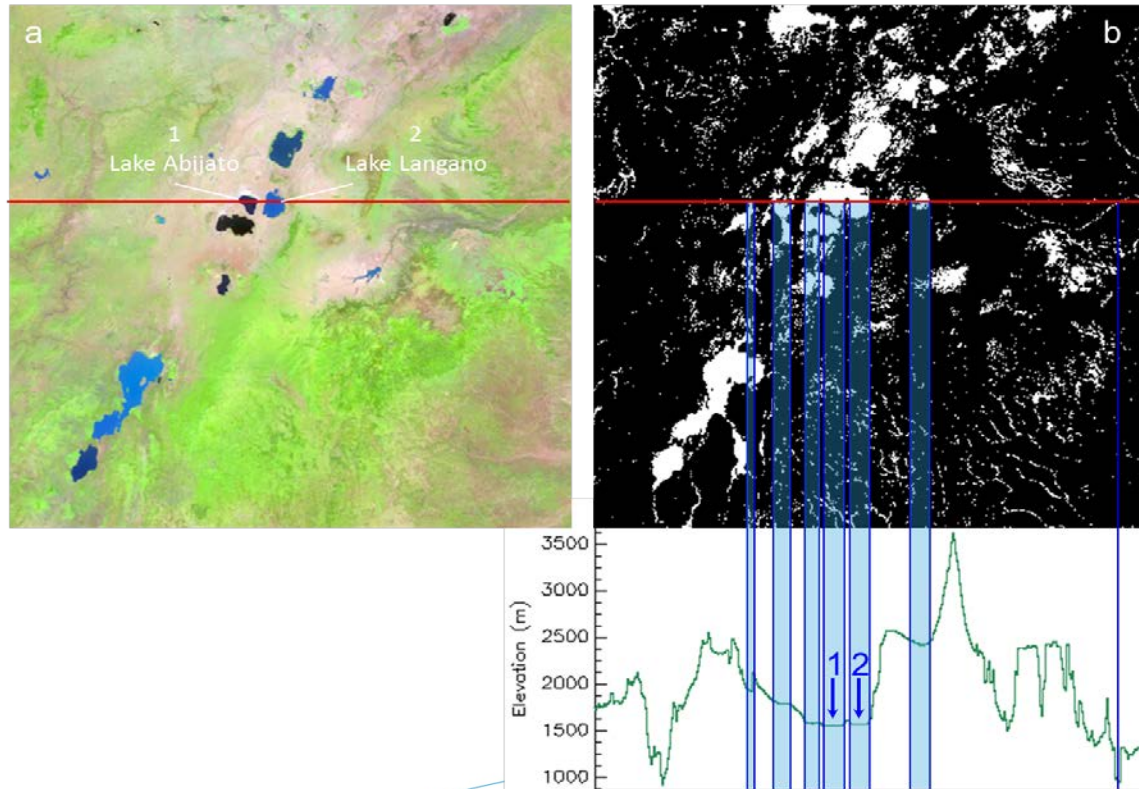 a
b
1
2
Lake Abijato
Lake Langano
3500
3000
2500
2000
1500
1000
Elevation (m)
1
2